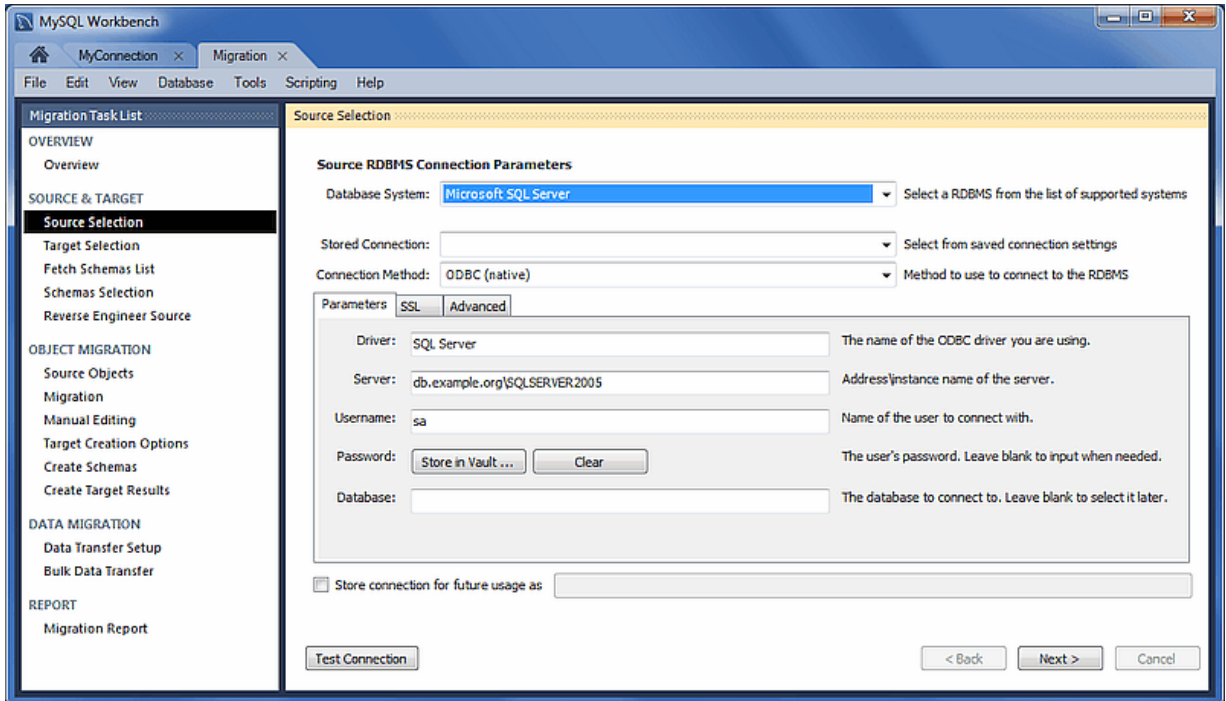 MySQL Workbench
MyConnection
Migration
File Edit View Database Tools Scripting Help
Migration Task List
OVERVIEW
Overview
SOURCE & TARGET
Source Selection
Target Selection
Fetch Schemas List
Schemas Selection
Reverse Engineer Source
OBJECT MIGRATION
Source Objects
Migration
Manual Editing
Target Creation Options
Create Schemas
Create Target Results
DATA MIGRATION
Data Transfer Setup
Bulk Data Transfer
REPORT
Migration Report
Source Selection
Source RDBMS Connection Parameters
Database System: Microsoft SQL Server Select a RDBMS from the list of supported systems
Stored Connection: Select from saved connection settings
Connection Method: ODBC (native) Method to use to connect to the RDBMS
Parameters SSL Advanced
Driver: SQL Server The name of the ODBC driver you are using.
Server: db.example.org\SQLSERVER2005 Address\instance name of the server.
Username: sa Name of the user to connect with.
Password: Store in Vault ... Clear The user's password. Leave blank to input when needed.
Database: The database to connect to. Leave blank to select it later.
Store connection for future usage as
Test Connection < Back Next > Cancel